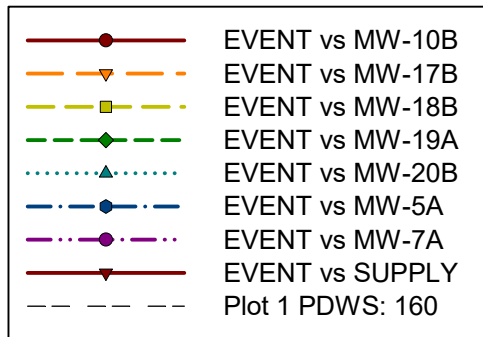 EVENT vs MW-10B
EVENT vs MW-17B
EVENT vs MW-18B
EVENT vs MW-19A
EVENT vs MW-20B
EVENT vs MW-5A
EVENT vs MW-7A
EVENT vs SUPPLY
Plot 1 PDWS: 160